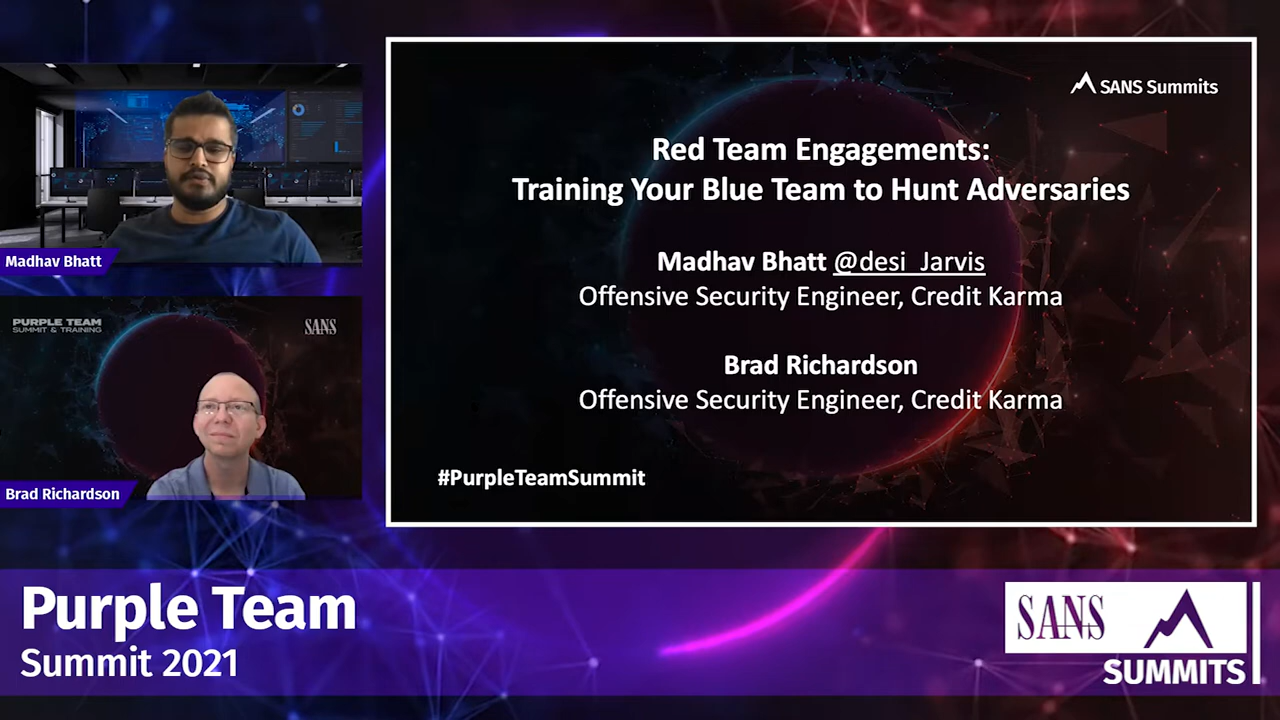 Madhav Bhatt
PURPLE TEAM
SUMMIT & TRAINING
SANS
Brad Richardson
SANS Summits
Red Team Engagements:
Training Your Blue Team to Hunt Adversaries
Madhav Bhatt @desi_Jarvis
Offensive Security Engineer, Credit Karma
Brad Richardson
Offensive Security Engineer, Credit Karma
#PurpleTeamSummit
Purple Team
Summit 2021
SANS
SUMMITS